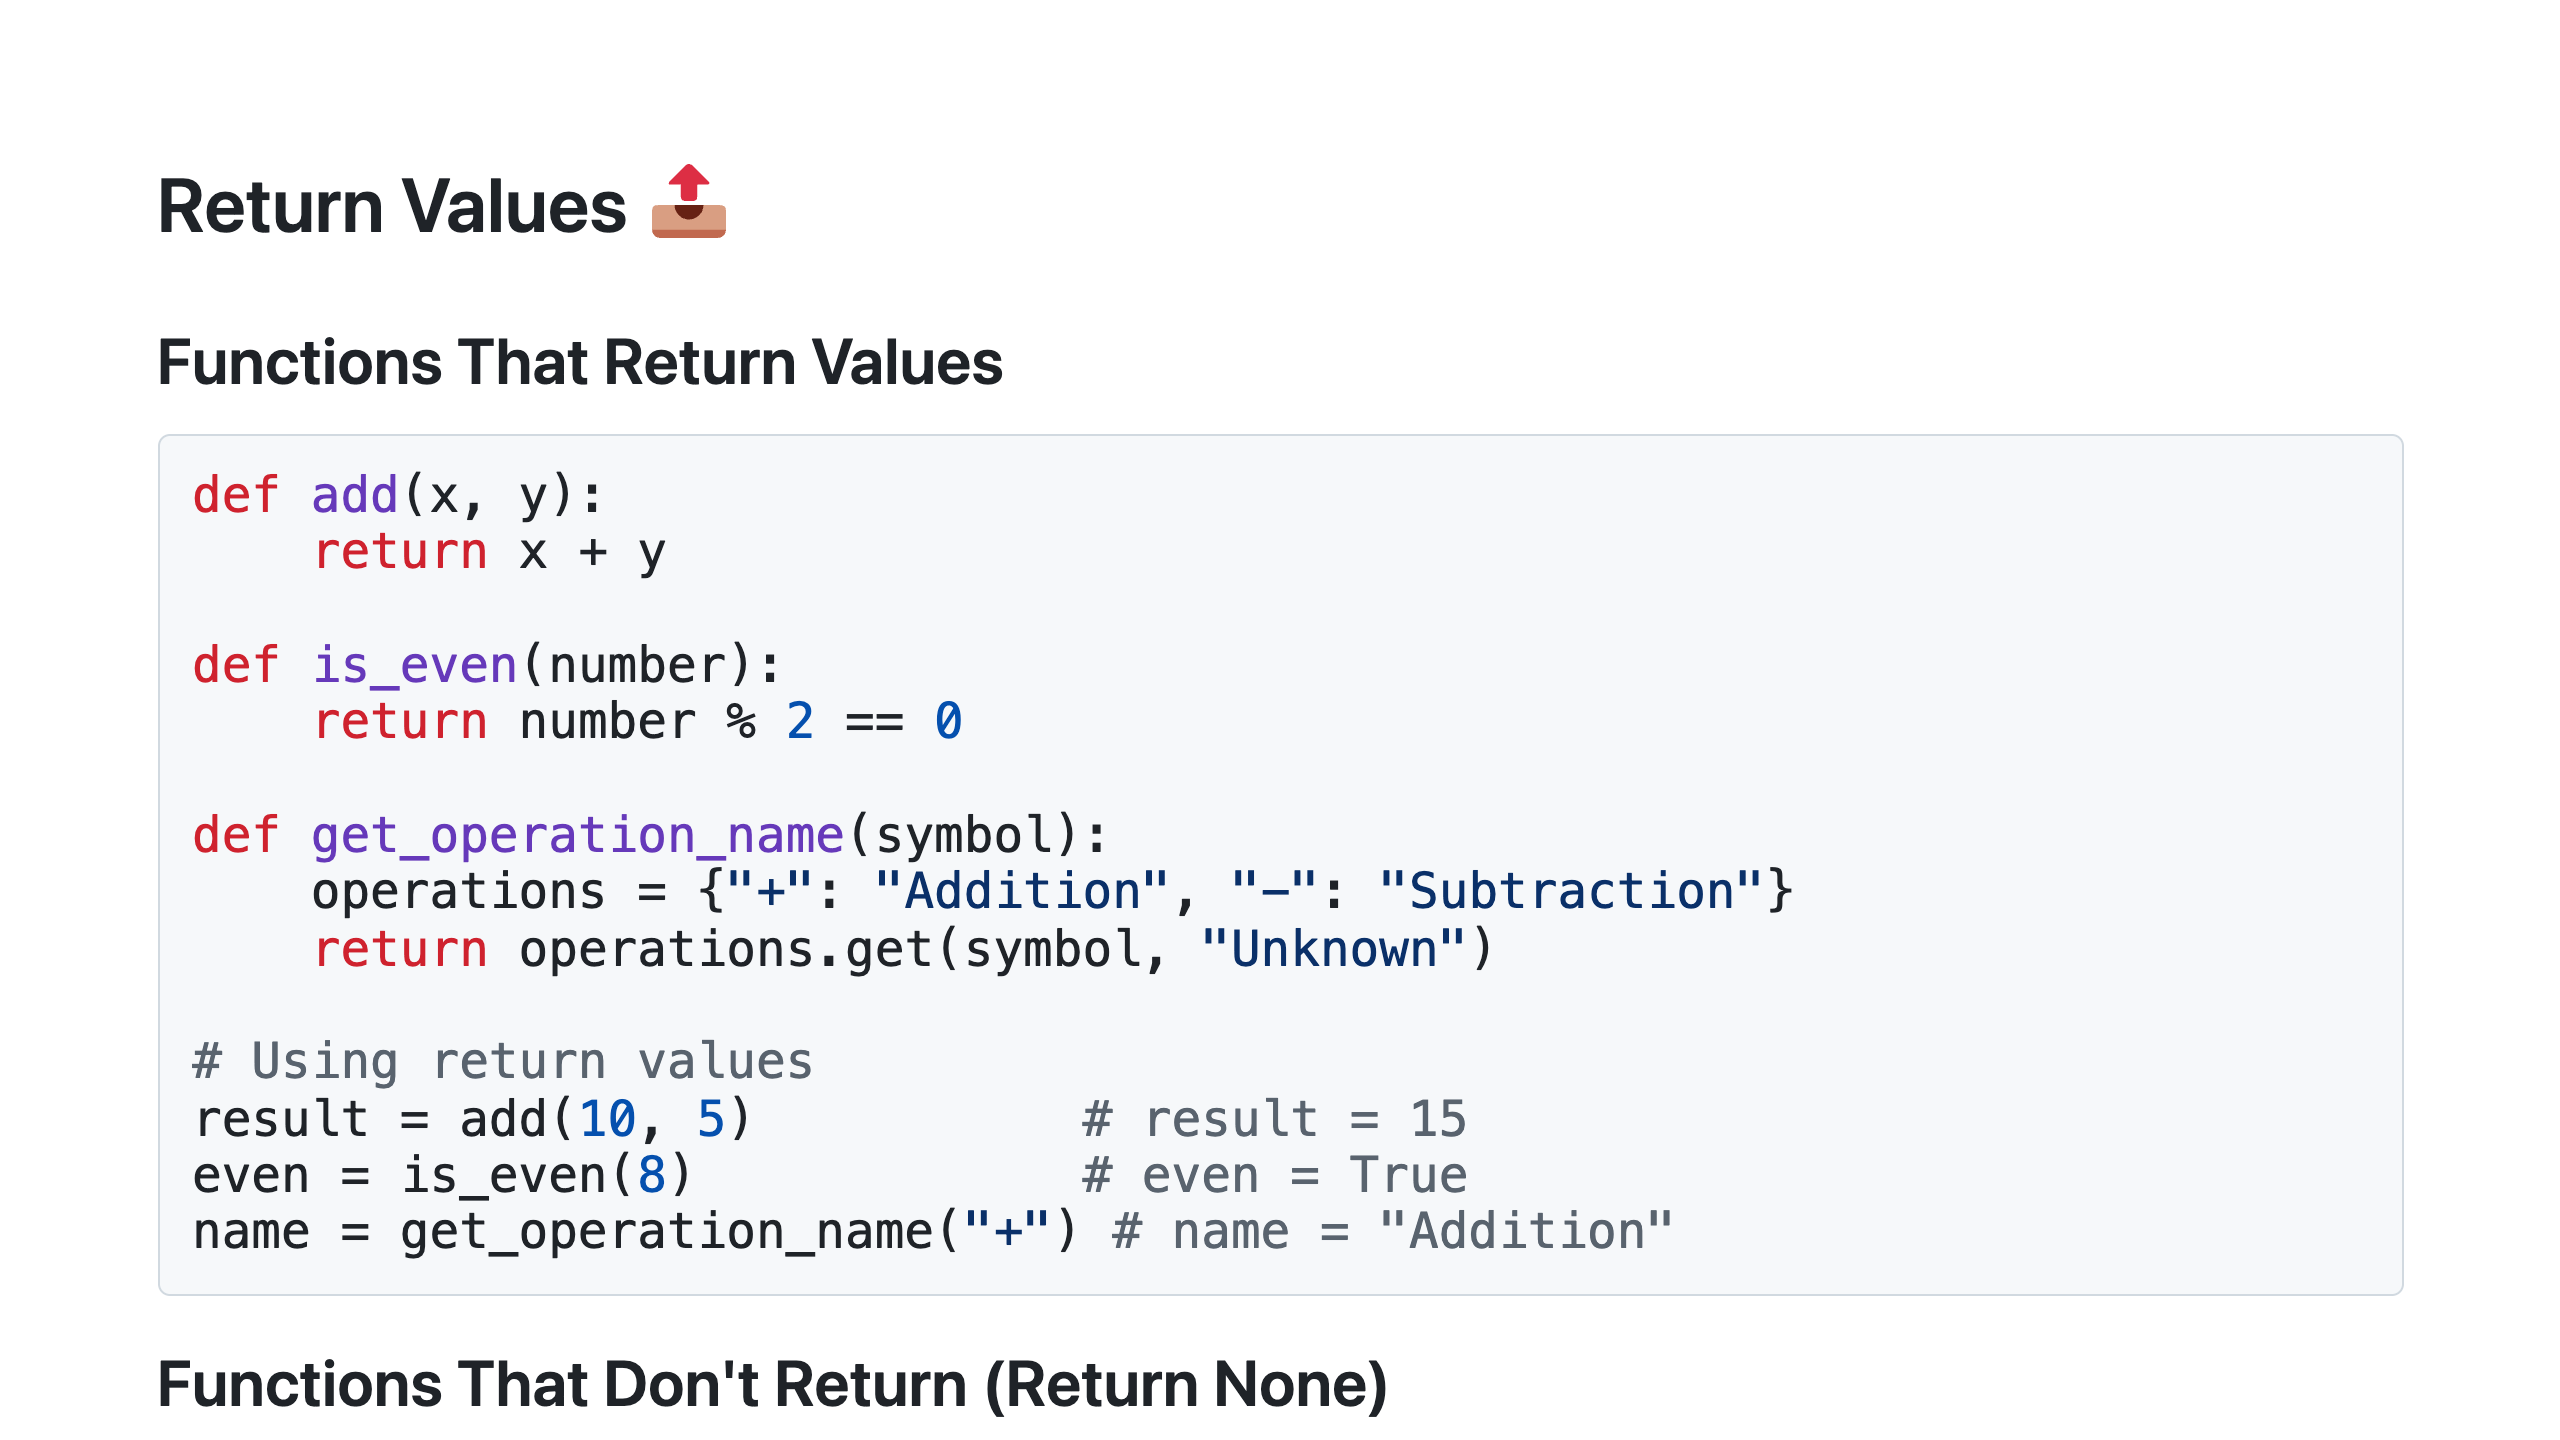 Return Values 📤
Functions That Return Values
def add(x, y):
    return x + y

def is_even(number):
    return number % 2 == 0

def get_operation_name(symbol):
    operations = {"+": "Addition", "-": "Subtraction"}
    return operations.get(symbol, "Unknown")

# Using return values
result = add(10, 5)           # result = 15
even = is_even(8)             # even = True
name = get_operation_name("+") # name = "Addition"
Functions That Don't Return (Return None)